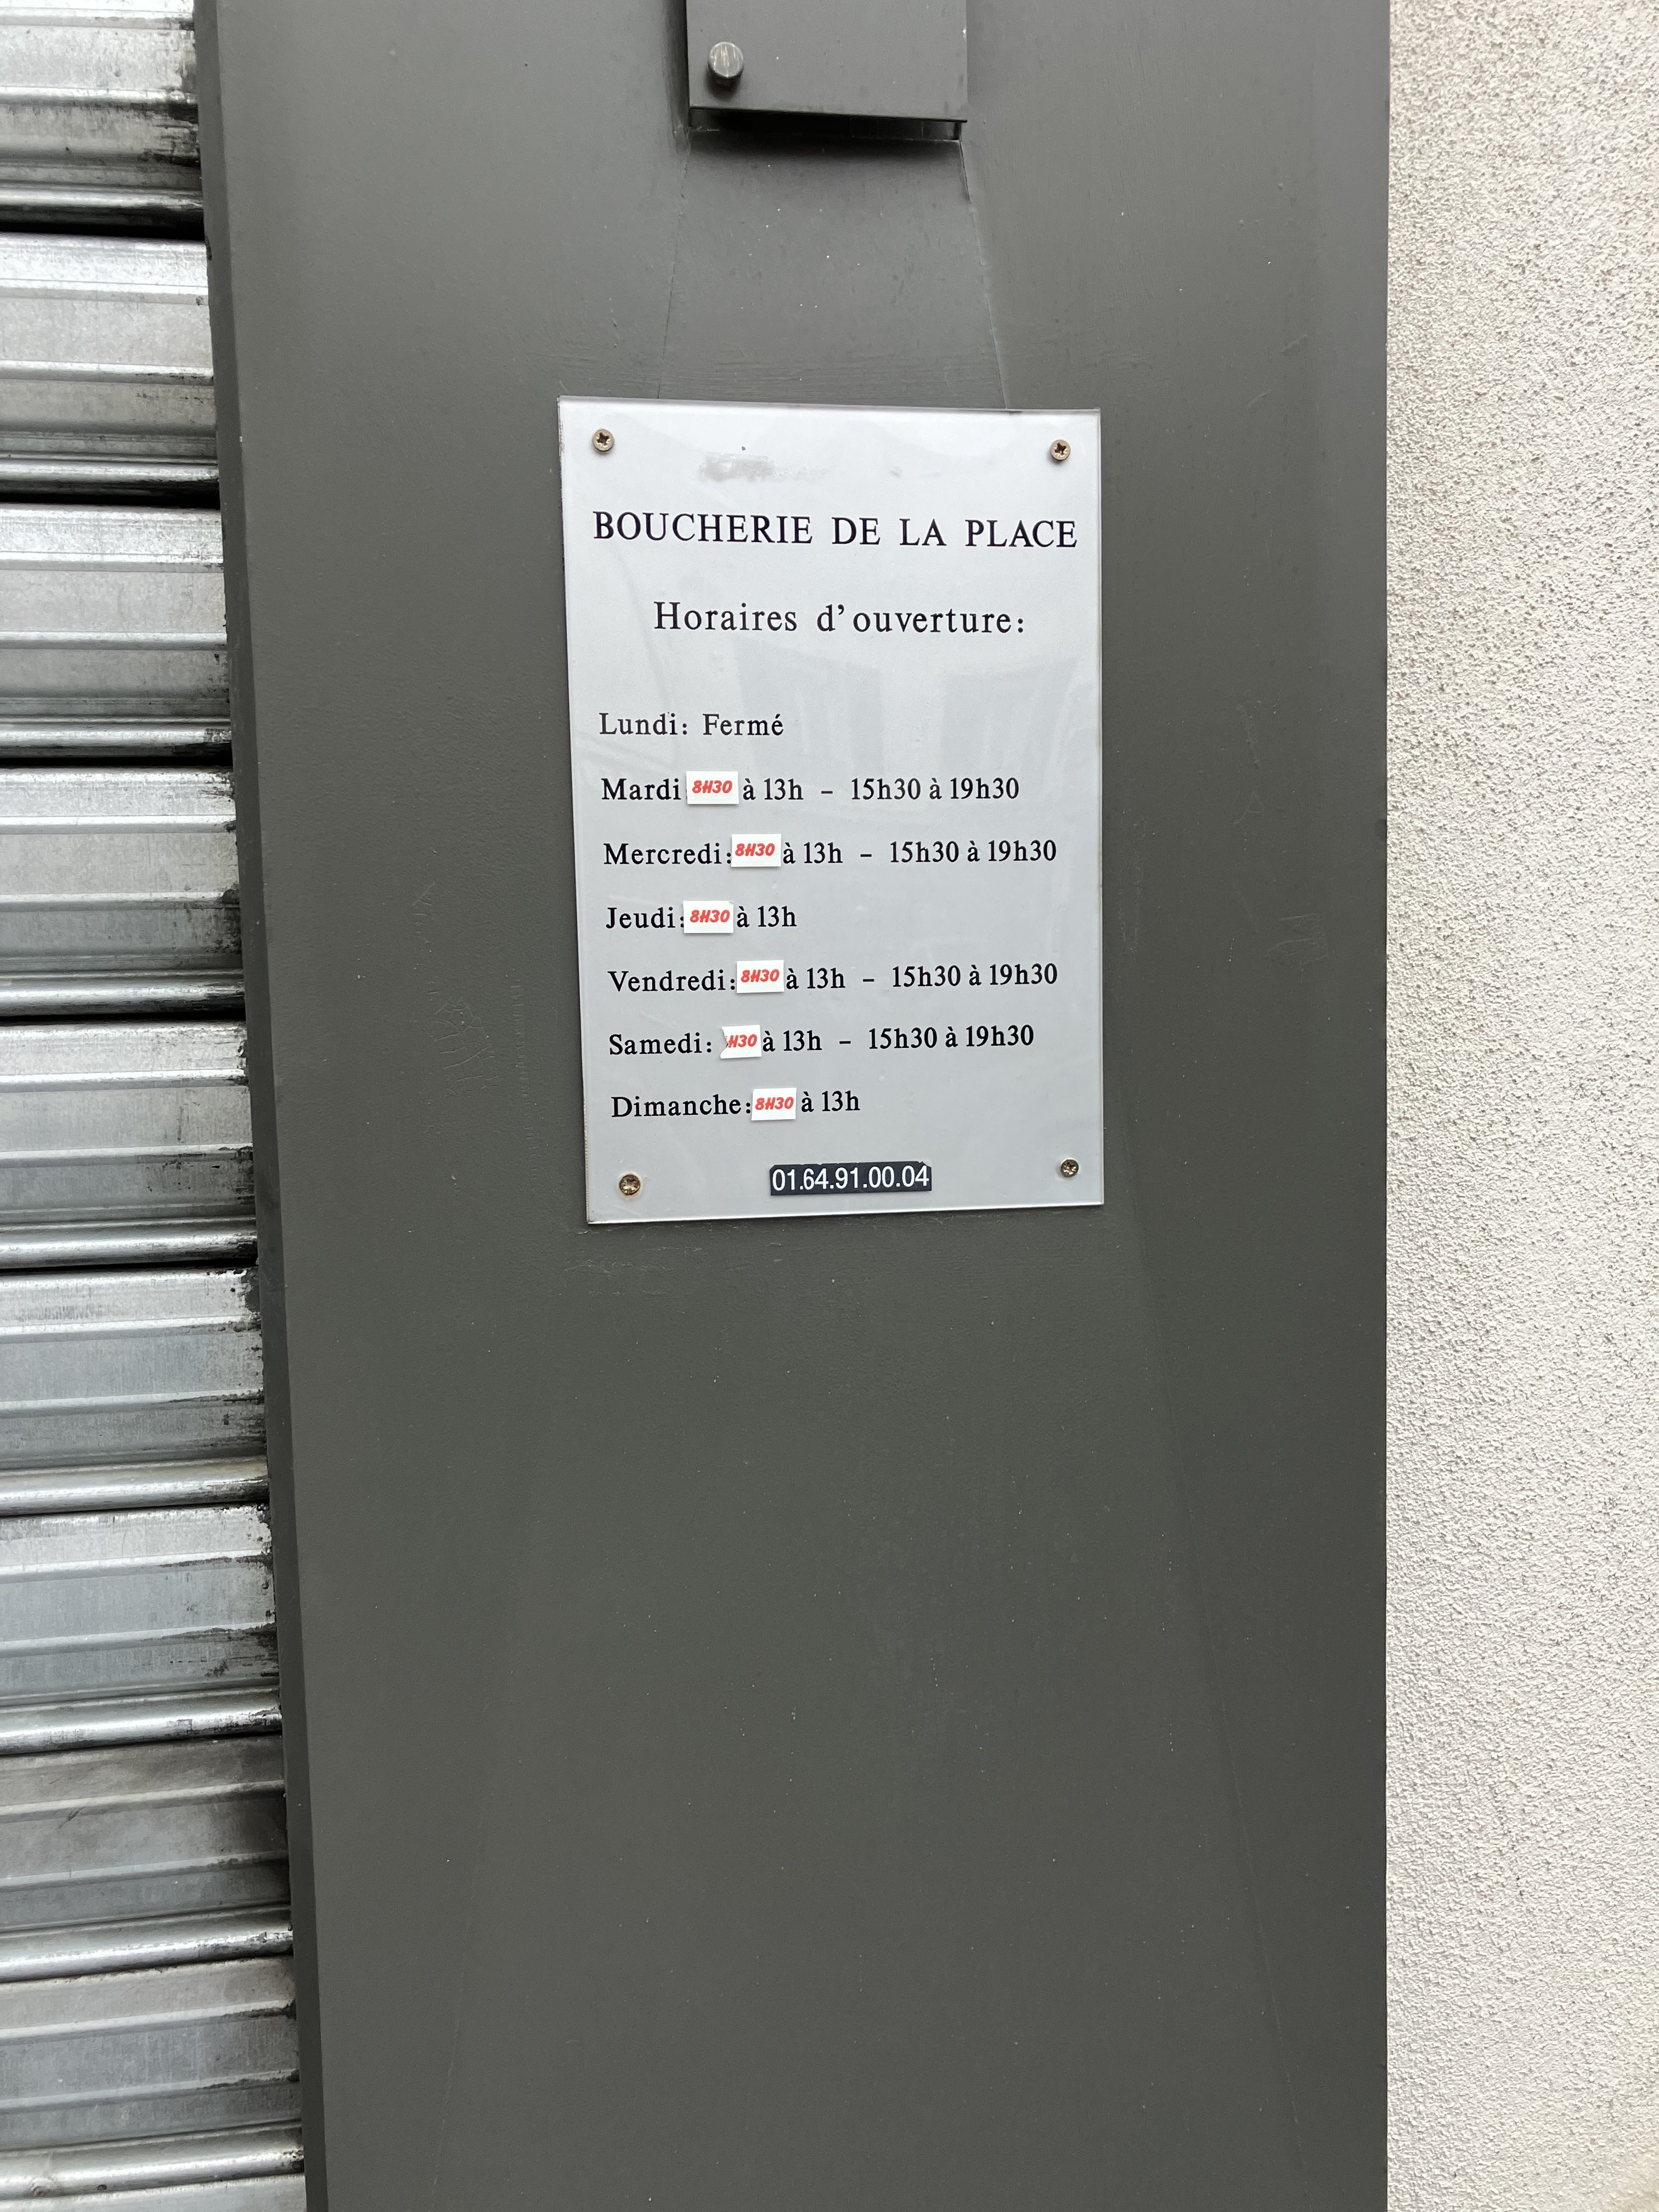 BOUCHERIE DE LA PLACE
Horaires d'ouverture:
Lundi: Fermé
Mardi 8H30 à 13h - 15h30 à 19h30
Mercredi: 8H30 à 13h - 15h30 à 19h30
Jeudi: 8H30 à 13h
Vendredi: 8H30 à 13h - 15h30 à 19h30
Samedi: H30 à 13h - 15h30 à 19h30
Dimanche: 8H30 à 13h
01.64.91.00.04